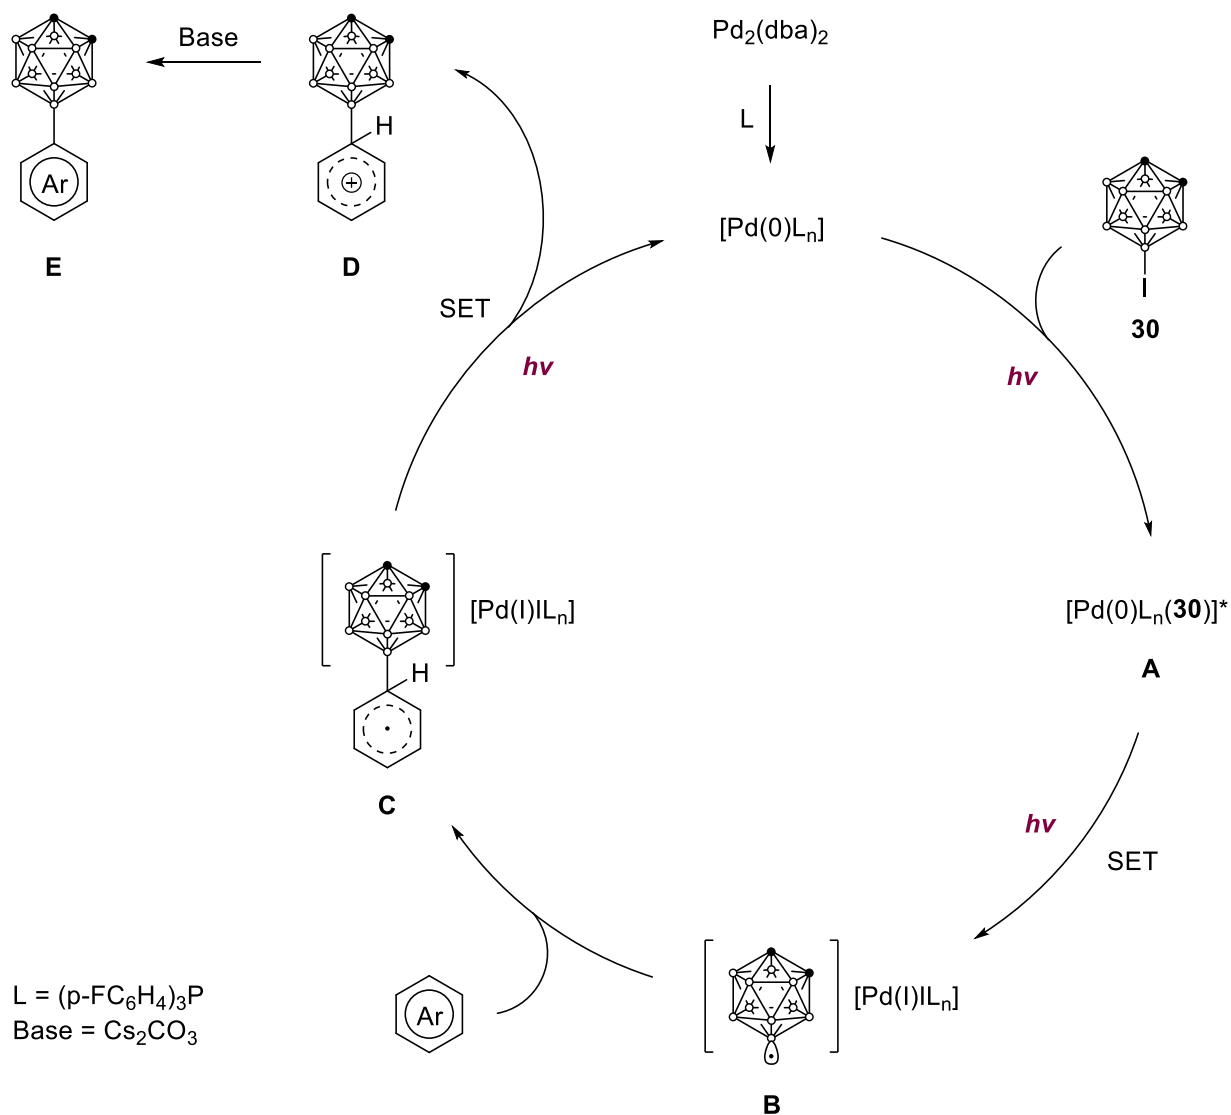 Base
Pd2(dba)2
H
L
Ar
+
[Pd(0)Ln]
E
D
SET
I
30
hv
hv
[Pd(I)ILn]
[Pd(0)Ln(30)]*
A
H
C
hv
SET
L = (p-FC6H4)3P
Base = Cs2CO3
Ar
[Pd(I)ILn]
B